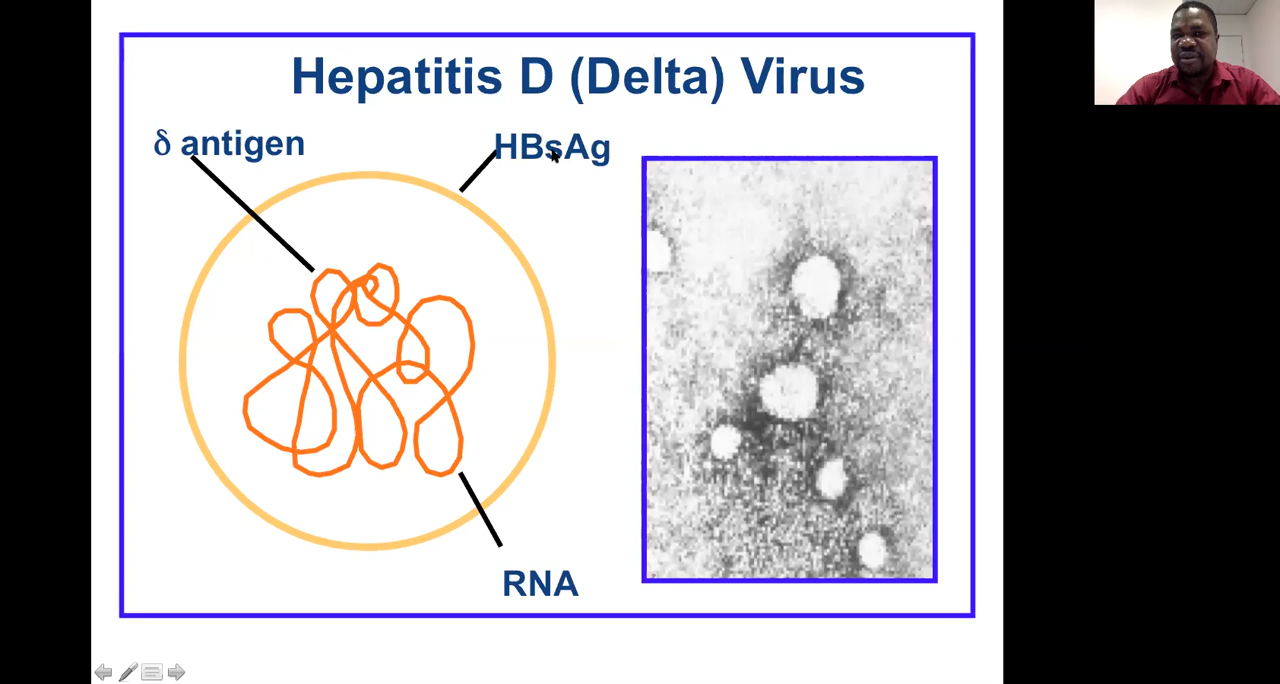 Hepatitis D (Delta) Virus
δ antigen
HBsAg
RNA